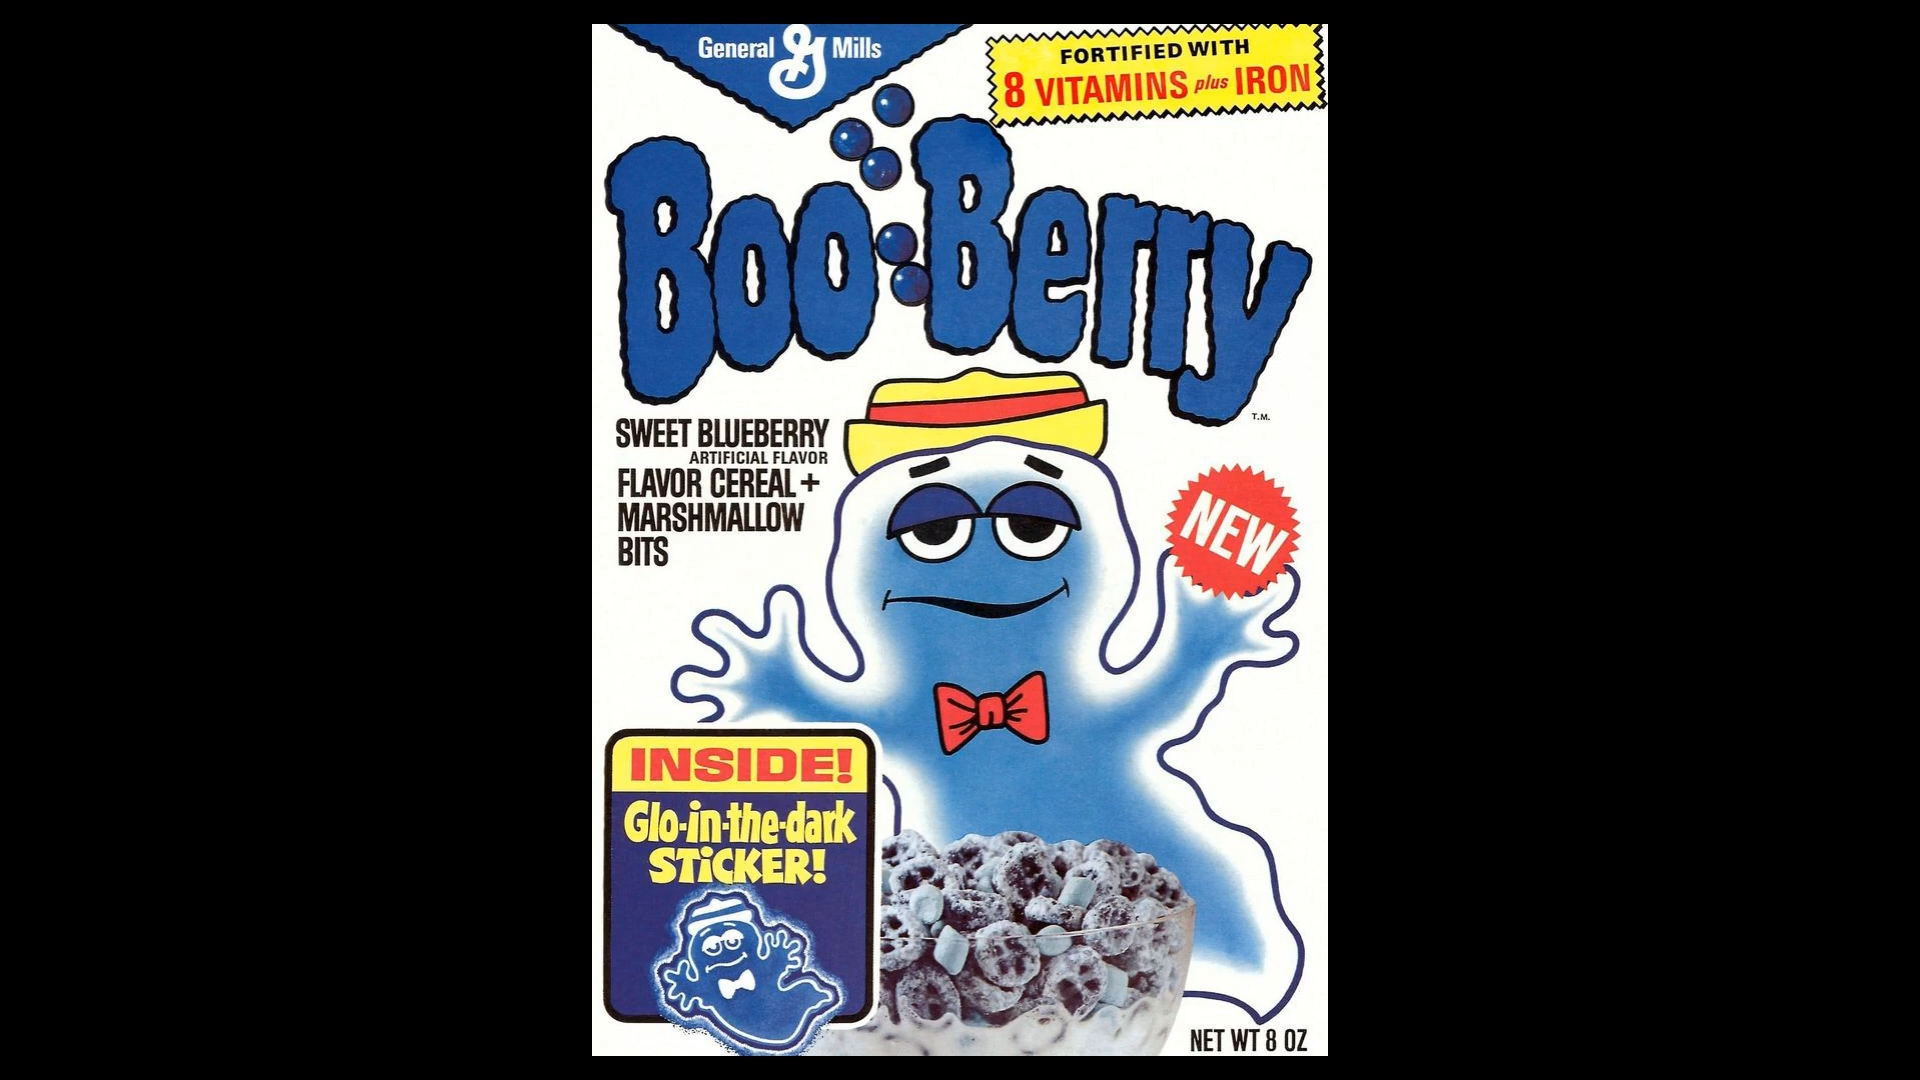 General Mills
FORTIFIED WITH
8 VITAMINS plus IRON
Boo Berry
T.M.
SWEET BLUEBERRY
ARTIFICIAL FLAVOR
FLAVOR CEREAL +
MARSHMALLOW
BITS
NEW
INSIDE!
Glo-in-the-dark
STiCKER!
NET WT 8 OZ